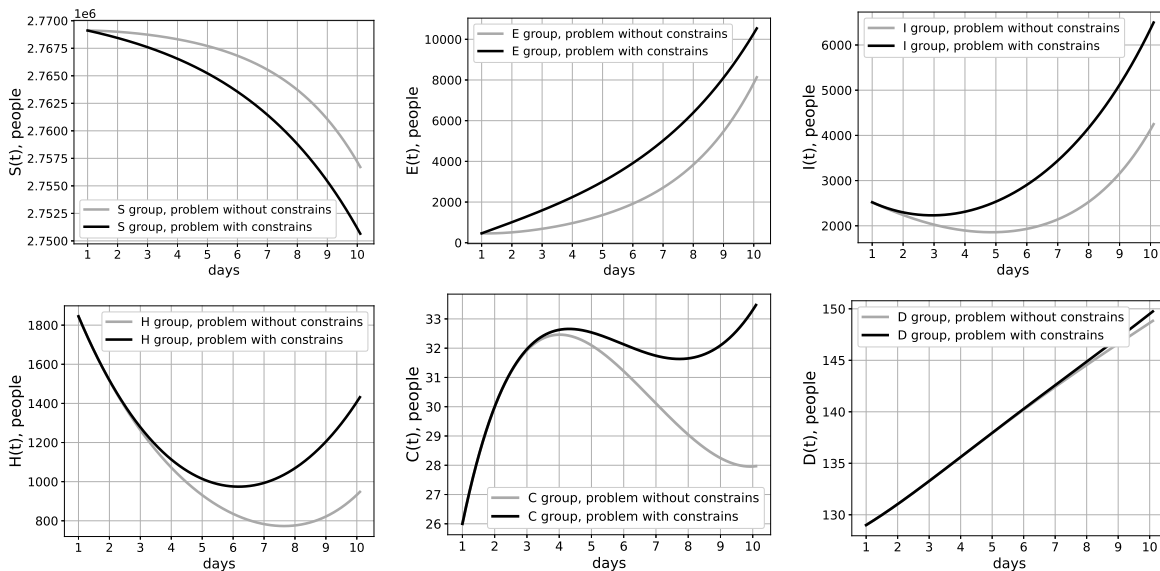 1e6
2.7700
2.7675
2.7650
2.7625
2.7600
2.7575
2.7550
2.7525
2.7500
S(t), people
S group, problem without constrains
S group, problem with constrains
1 2 3 4 5 6 7 8 9 10
days
10000
8000
6000
4000
2000
0
E(t), people
E group, problem without constrains
E group, problem with constrains
1 2 3 4 5 6 7 8 9 10
days
6000
5000
4000
3000
2000
I(t), people
I group, problem without constrains
I group, problem with constrains
1 2 3 4 5 6 7 8 9 10
days
1800
1600
1400
1200
1000
800
H(t), people
H group, problem without constrains
H group, problem with constrains
1 2 3 4 5 6 7 8 9 10
days
33
32
31
30
29
28
27
26
C(t), people
C group, problem without constrains
C group, problem with constrains
1 2 3 4 5 6 7 8 9 10
days
150
145
140
135
130
D(t), people
D group, problem without constrains
D group, problem with constrains
1 2 3 4 5 6 7 8 9 10
days